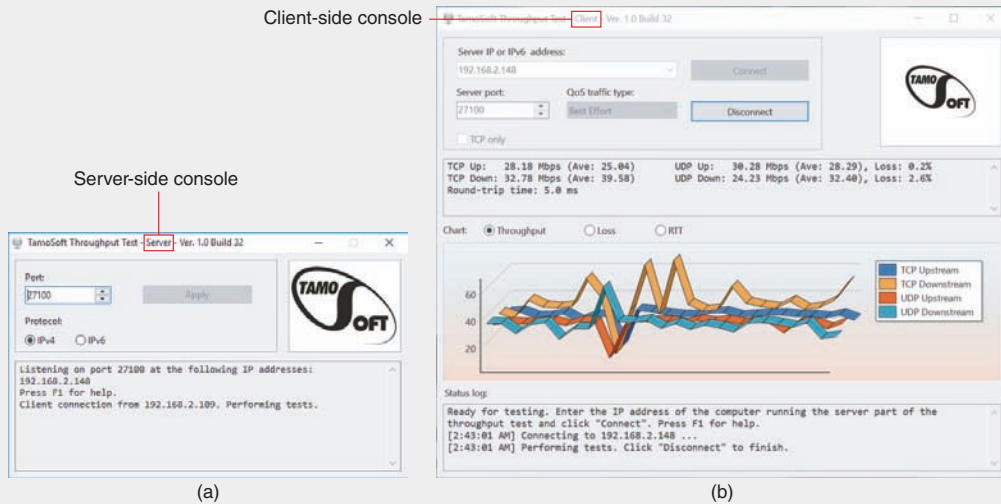 Client-side console
TamoSoft Throughput Test - Client - Ver. 1.0 Build 32
Server IP or IPv6 address:
192.168.2.148
Connect
Server port:
QoS traffic type:
27100
Best Effort
Disconnect
TCP only
TAMO
SOFT
TCP Up: 28.18 Mbps (Ave: 25.04) UDP Up: 30.28 Mbps (Ave: 28.29), Loss: 0.2%
TCP Down: 32.78 Mbps (Ave: 39.58) UDP Down: 24.23 Mbps (Ave: 32.40), Loss: 2.6%
Round-trip time: 5.0 ms
Chart: Throughput Loss RTT
60
40
20
TCP Upstream
TCP Downstream
UDP Upstream
UDP Downstream
Status log:
Ready for testing. Enter the IP address of the computer running the server part of the
throughput test and click "Connect". Press F1 for help.
[2:43:01 AM] Connecting to 192.168.2.148 ...
[2:43:01 AM] Performing tests. Click "Disconnect" to finish.
(b)
Server-side console
TamoSoft Throughput Test - Server - Ver. 1.0 Build 32
Port:
27100
Apply
Protocol:
IPv4 IPv6
TAMO
SOFT
Listening on port 27100 at the following IP addresses:
192.168.2.148
Press F1 for help.
Client connection from 192.168.2.109. Performing tests.
(a)